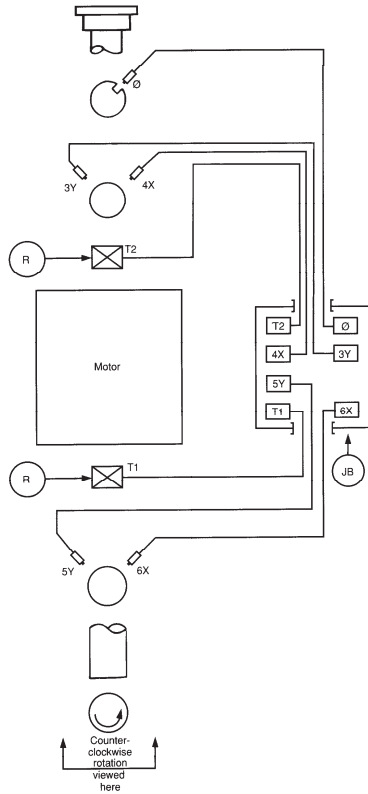 Ø
3Y
4X
R
T2
T2
Ø
4X
3Y
Motor
5Y
T1
6X
R
T1
JB
5Y
6X
Counter-
clockwise
rotation
viewed
here